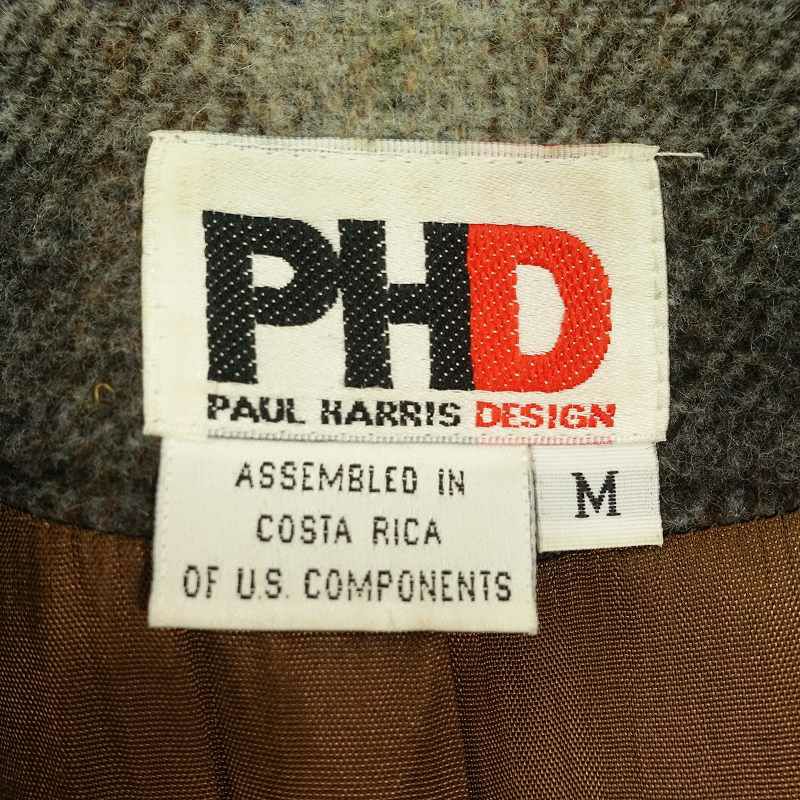 PHD
PAUL HARRIS DESIGN
ASSEMBLED IN
COSTA RICA
OF U.S. COMPONENTS
M